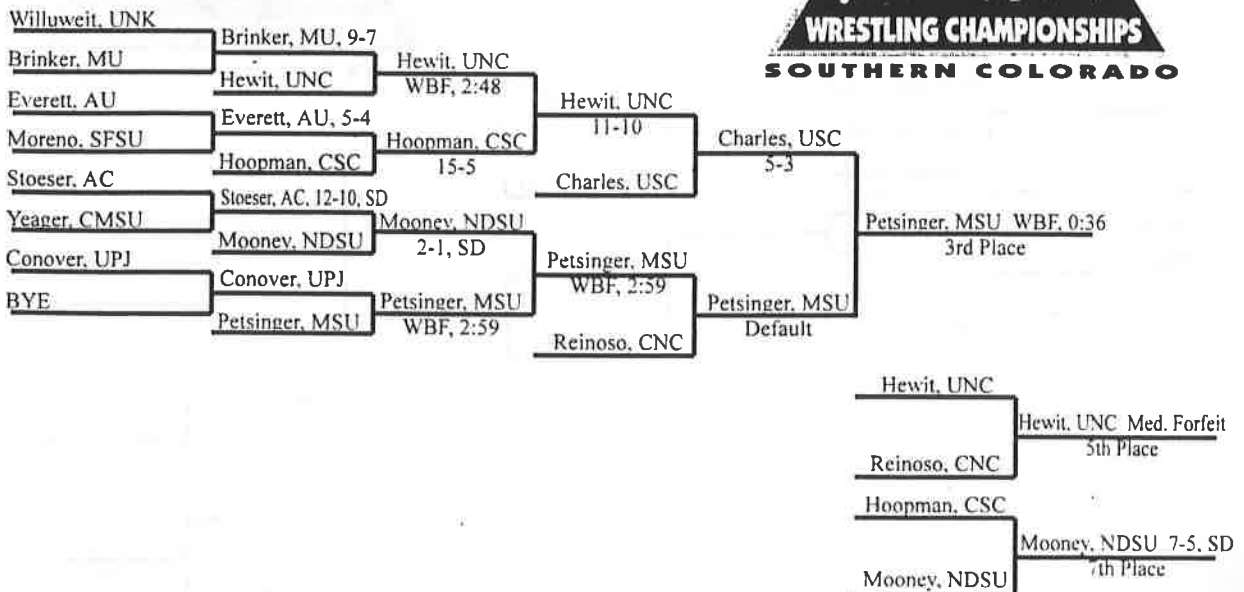 WRESTLING CHAMPIONSHIPS
SOUTHERN COLORADO
Willuweit, UNK
Brinker, MU
Everett, AU
Moreno, SFSU
Stoeser, AC
Yeager, CMSU
Conover, UPJ
BYE
Brinker, MU, 9-7
Hewit, UNC
Everett, AU, 5-4
Hoopman, CSC
Stoeser, AC, 12-10, SD
Mooney, NDSU
Conover, UPJ
Petsinger, MSU
Hewit, UNC
WBF, 2:48
Hoopman, CSC
15-5
Mooney, NDSU
2-1, SD
Petsinger, MSU
WBF, 2:59
Hewit, UNC
11-10
Charles, USC
Petsinger, MSU
WBF, 2:59
Reinoso, CNC
Charles, USC
5-3
Petsinger, MSU
Default
Petsinger, MSU WBF, 0:36
3rd Place
Hewit, UNC
Reinoso, CNC
Hewit, UNC Med. Forfeit
5th Place
Hoopman, CSC
Mooney, NDSU
Mooney, NDSU 7-5, SD
7th Place